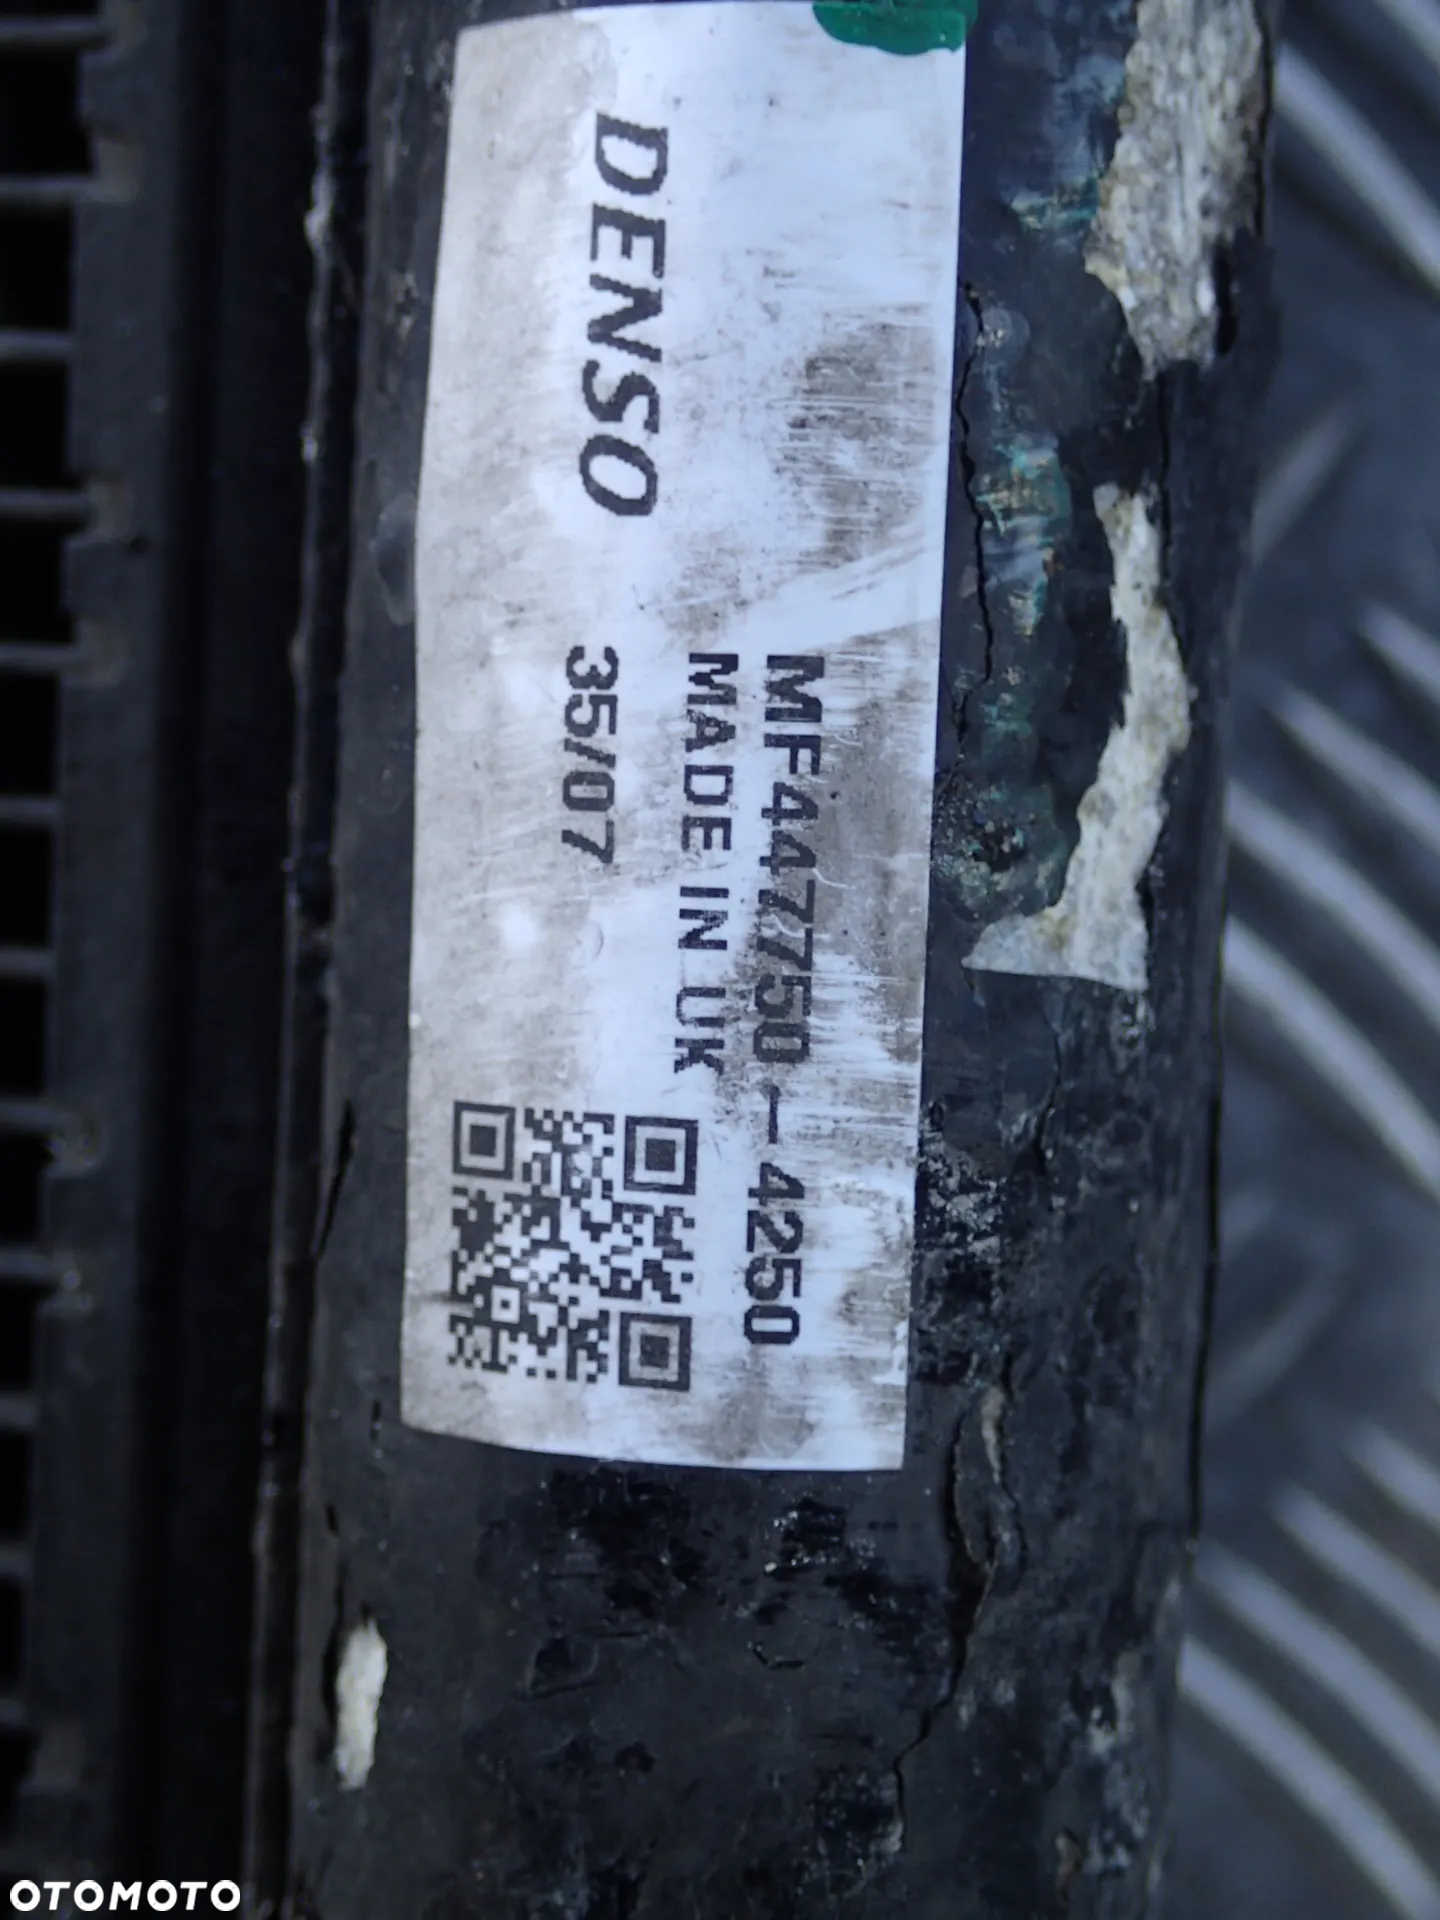 DENSO
MF447750-4250
MADE IN UK
35/07
OTOMOTO